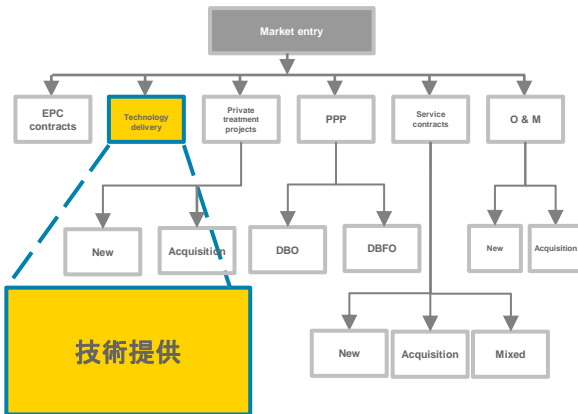 Market entry
EPC
contracts
Technology
delivery
Private
treatment
projects
PPP
Service
contracts
O & M
New
Acquisition
DBO
DBFO
New
Acquisition
技術提供
New
Acquisition
Mixed